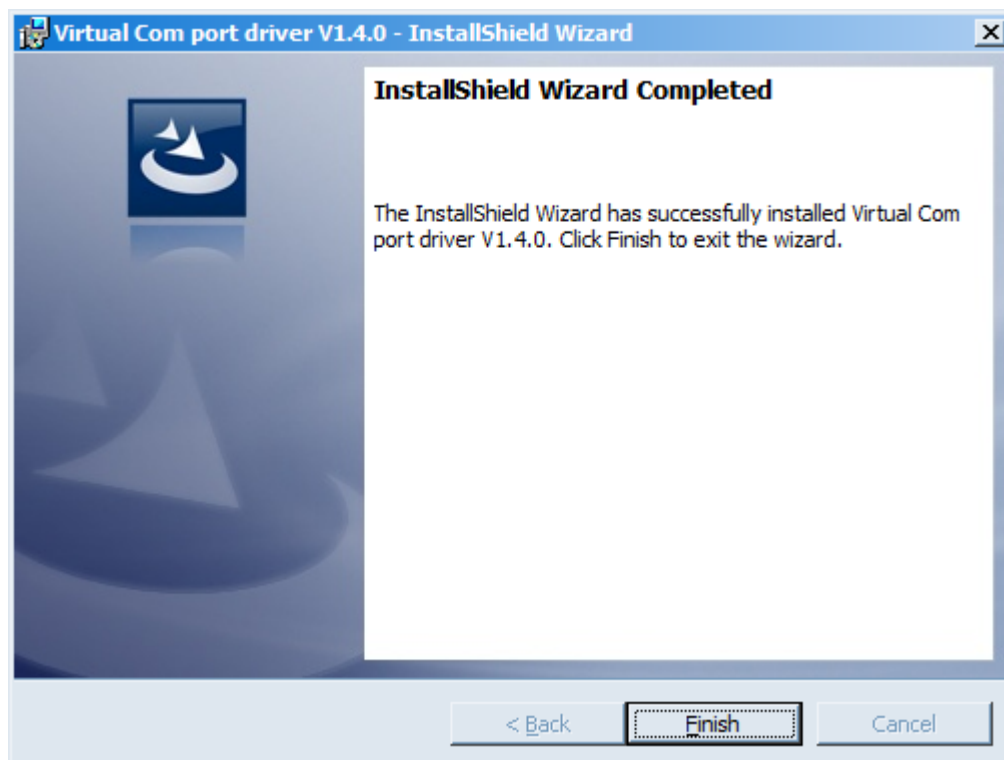 Virtual Com port driver V1.4.0 - InstallShield Wizard
InstallShield Wizard Completed
The InstallShield Wizard has successfully installed Virtual Com
port driver V1.4.0. Click Finish to exit the wizard.
< Back
Finish
Cancel